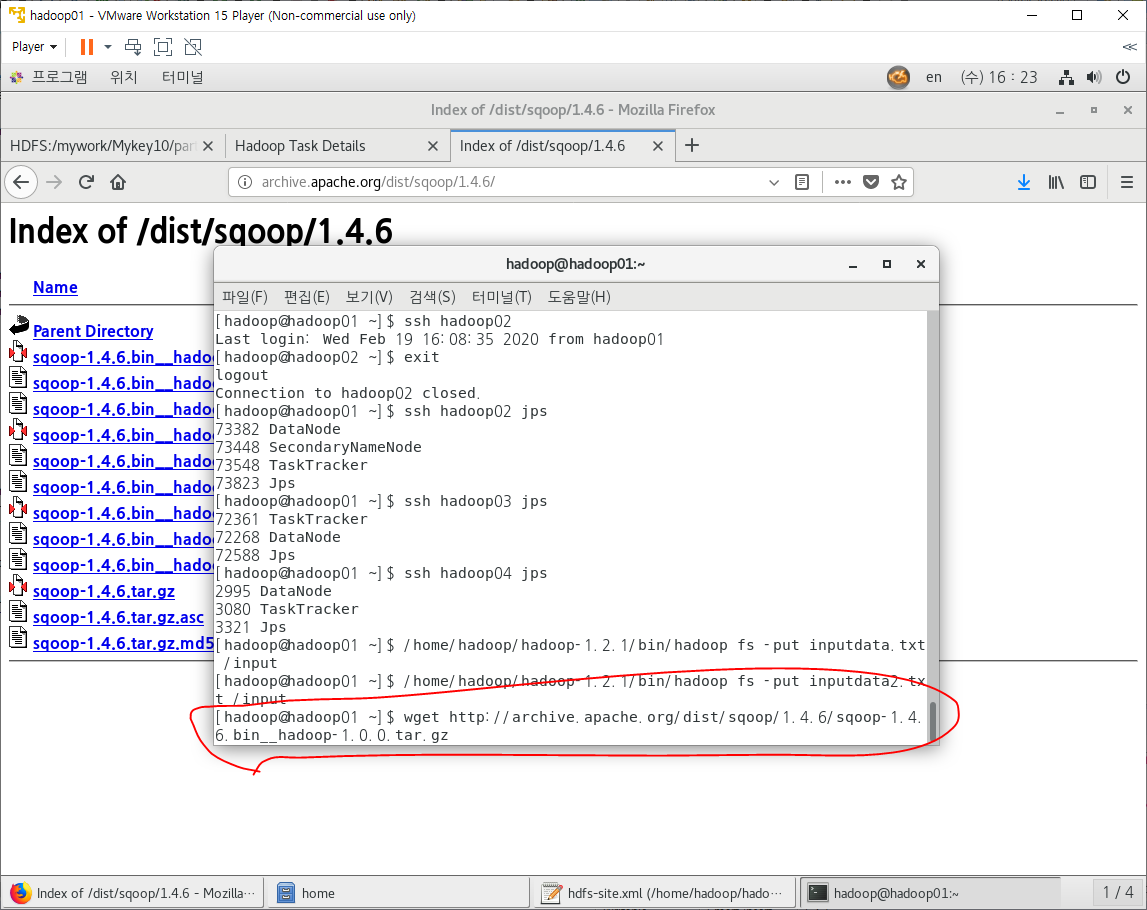 hadoop01 - VMware Workstation 15 Player (Non-commercial use only)
Player
프로그램 위치 터미널 en (수) 16 : 23
Index of /dist/sqoop/1.4.6 - Mozilla Firefox
HDFS:/mywork/Mykey10/par Hadoop Task Details Index of /dist/sqoop/1.4.6
archive.apache.org/dist/sqoop/1.4.6/
Index of /dist/sqoop/1.4.6
Name
Parent Directory
sqoop-1.4.6.bin__hado
sqoop-1.4.6.bin__hado
sqoop-1.4.6.bin__hado
sqoop-1.4.6.bin__hado
sqoop-1.4.6.bin__hado
sqoop-1.4.6.bin__hado
sqoop-1.4.6.bin__hado
sqoop-1.4.6.bin__hado
sqoop-1.4.6.bin__hado
sqoop-1.4.6.tar.gz
sqoop-1.4.6.tar.gz.asc
sqoop-1.4.6.tar.gz.md5
hadoop@hadoop01:~
파일(F) 편집(E) 보기(V) 검색(S) 터미널(T) 도움말(H)
[hadoop@hadoop01 ~]$ ssh hadoop02
Last login: Wed Feb 19 16:08:35 2020 from hadoop01
[hadoop@hadoop02 ~]$ exit
logout
Connection to hadoop02 closed.
[hadoop@hadoop01 ~]$ ssh hadoop02 jps
73382 DataNode
73448 SecondaryNameNode
73548 TaskTracker
73823 Jps
[hadoop@hadoop01 ~]$ ssh hadoop03 jps
72361 TaskTracker
72268 DataNode
72588 Jps
[hadoop@hadoop01 ~]$ ssh hadoop04 jps
2995 DataNode
3080 TaskTracker
3321 Jps
[hadoop@hadoop01 ~]$ /home/hadoop/hadoop-1.2.1/bin/hadoop fs -put inputdata.txt
/input
[hadoop@hadoop01 ~]$ /home/hadoop/hadoop-1.2.1/bin/hadoop fs -put inputdata2.tx
t /input
[hadoop@hadoop01 ~]$ wget http://archive.apache.org/dist/sqoop/1.4.6/sqoop-1.4.
6.bin__hadoop-1.0.0.tar.gz
Index of /dist/sqoop/1.4.6 - Mozilla… home hdfs-site.xml (/home/hadoop/hado… hadoop@hadoop01:~ 1 / 4